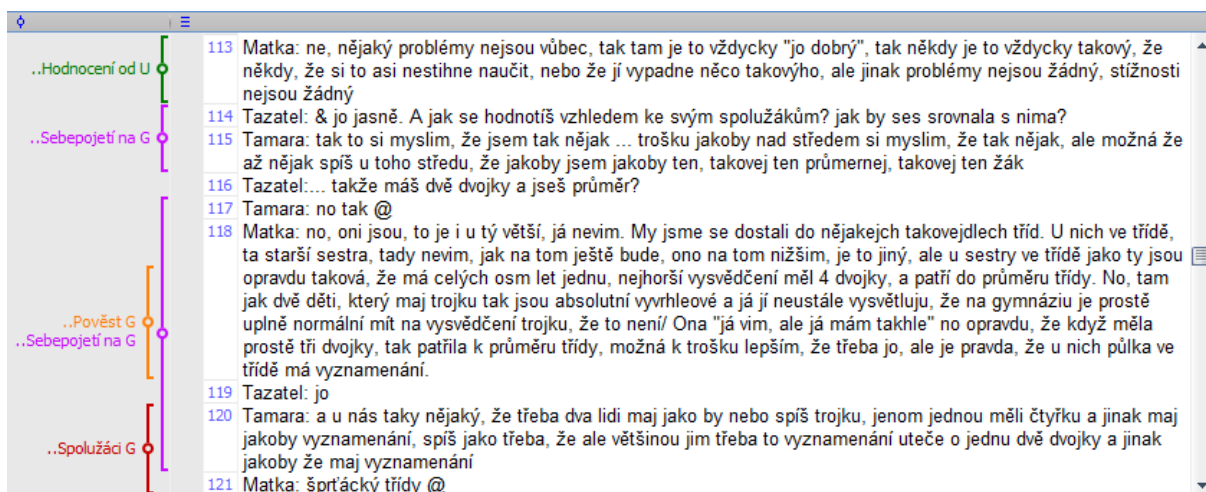 ..Hodnocení od U
113 Matka: ne, nějaký problémy nejsou vůbec, tak tam je to vždycky "jo dobrý", tak někdy je to vždycky takový, že
někdy, že si to asi nestihne naučit, nebo že jí vypadne něco takovýho, ale jinak problémy nejsou žádný, stížnosti
nejsou žádný
114 Tazatel: & jo jasně. A jak se hodnotíš vzhledem ke svým spolužákům? jak by ses srovnala s nima?
..Sebepojetí na G
115 Tamara: tak to si myslim, že jsem tak nějak ... trošku jakoby nad středem si myslim, že tak nějak, ale možná že
až nějak spíš u toho středu, že jakoby jsem jakoby ten, takovej ten průmernej, takovej ten žák
116 Tazatel:... takže máš dvě dvojky a jseš průměr?
117 Tamara: no tak @
118 Matka: no, oni jsou, to je i u tý větší, já nevim. My jsme se dostali do nějakejch takovejdlech tříd. U nich ve třídě,
ta starší sestra, tady nevim, jak na tom ještě bude, ono na tom nižšim, je to jiný, ale u sestry ve třídě jako ty jsou
opravdu taková, že má celých osm let jednu, nejhorší vysvědčení měl 4 dvojky, a patří do průměru třídy. No, tam
jak dvě děti, který maj trojku tak jsou absolutní vyvrhleové a já jí neustále vysvětluju, že na gymnáziu je prostě
uplně normální mít na vysvědčení trojku, že to není/ Ona "já vim, ale já mám takhle" no opravdu, že když měla
prostě tři dvojky, tak patřila k průměru třídy, možná k trošku lepším, že třeba jo, ale je pravda, že u nich půlka ve
třídě má vyznamenání.
..Pověst G
..Sebepojetí na G
119 Tazatel: jo
120 Tamara: a u nás taky nějaký, že třeba dva lidi maj jako by nebo spíš trojku, jenom jednou měli čtyřku a jinak maj
jakoby vyznamenání, spíš jako třeba, že ale většinou jim třeba to vyznamenání uteče o jednu dvě dvojky a jinak
jakoby že maj vyznamenání
..Spolužáci G
121 Matka: šprťácký třídy @